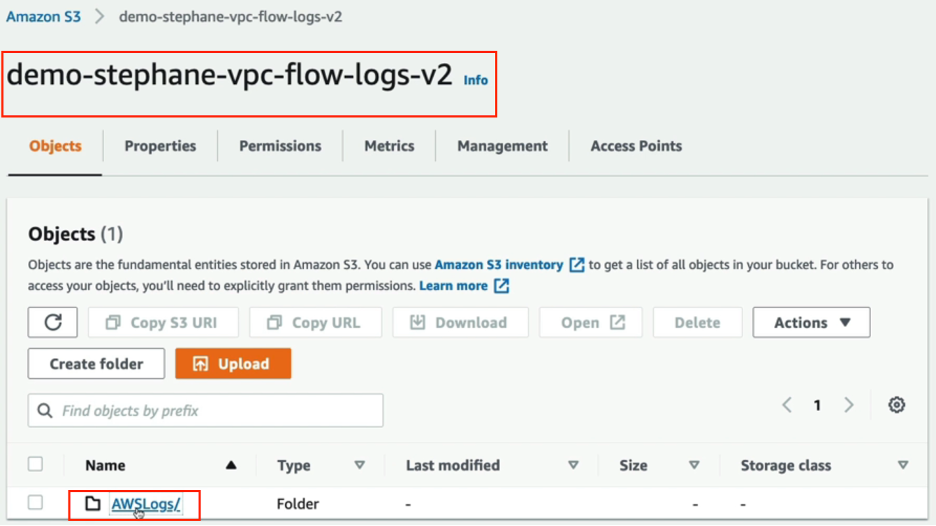 Amazon S3 > demo-stephane-vpc-flow-logs-v2
demo-stephane-vpc-flow-logs-v2 Info
Objects Properties Permissions Metrics Management Access Points
Objects (1)
Objects are the fundamental entities stored in Amazon S3. You can use Amazon S3 inventory to get a list of all objects in your bucket. For others to
access your objects, you'll need to explicitly grant them permissions. Learn more
Copy S3 URI Copy URL Download Open Delete Actions
Create folder Upload
Find objects by prefix
1
Name Type Last modified Size Storage class
AWSLogs/ Folder - - -